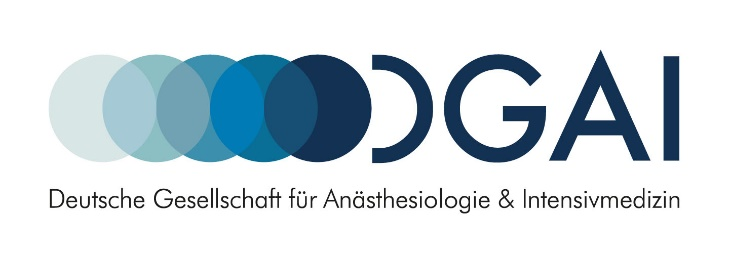 DGAI
Deutsche Gesellschaft für Anästhesiologie & Intensivmedizin